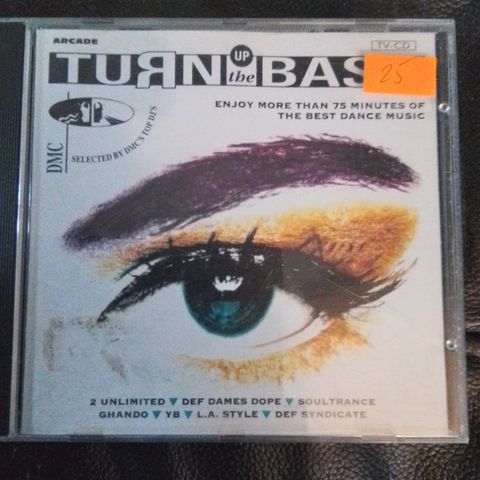 ARCADE
TV-CD
TURN UP the BAS
25
ENJOY MORE THAN 75 MINUTES OF
THE BEST DANCE MUSIC
DMC
SELECTED BY DMC'S TOP DJ'S
2 UNLIMITED ▼ DEF DAMES DOPE ▼ SOULTRANCE
GHANDO ▼ YB ▼ L.A. STYLE ▼ DEF SYNDICATE